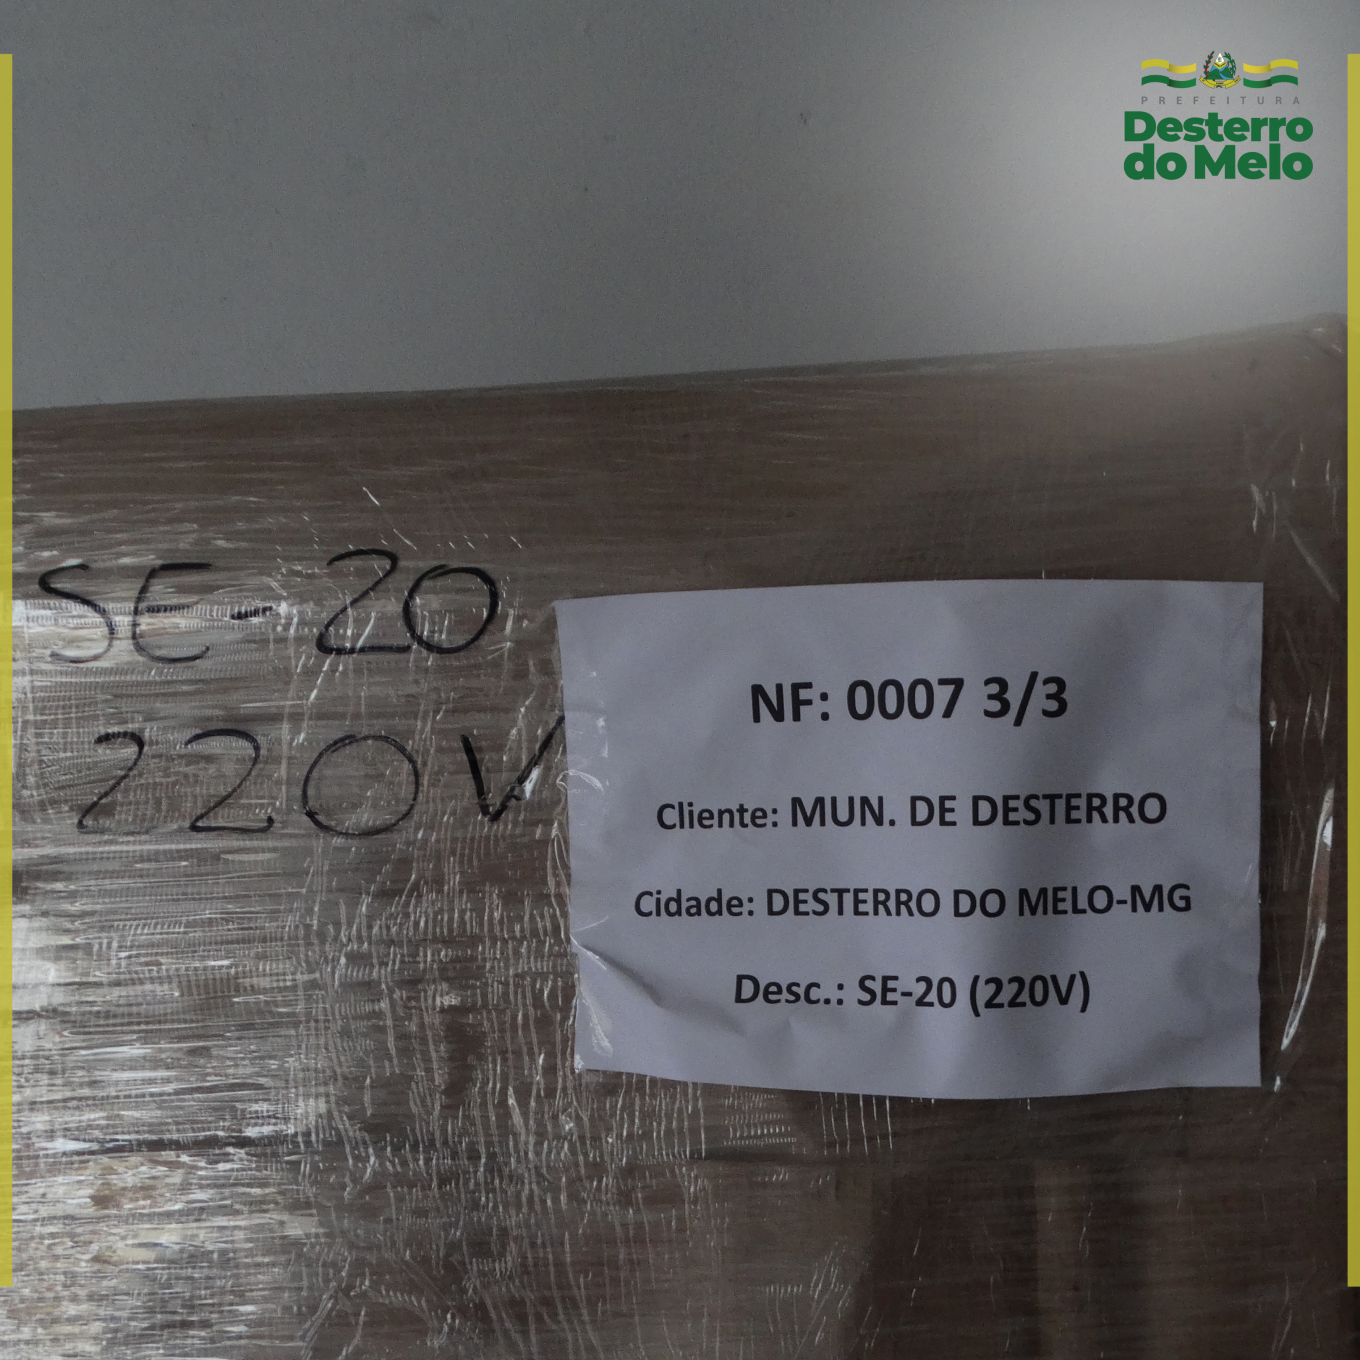 PREFEITURA
Desterro
do Melo
SE-20
220V
NF: 0007 3/3
Cliente: MUN. DE DESTERRO
Cidade: DESTERRO DO MELO-MG
Desc.: SE-20 (220V)